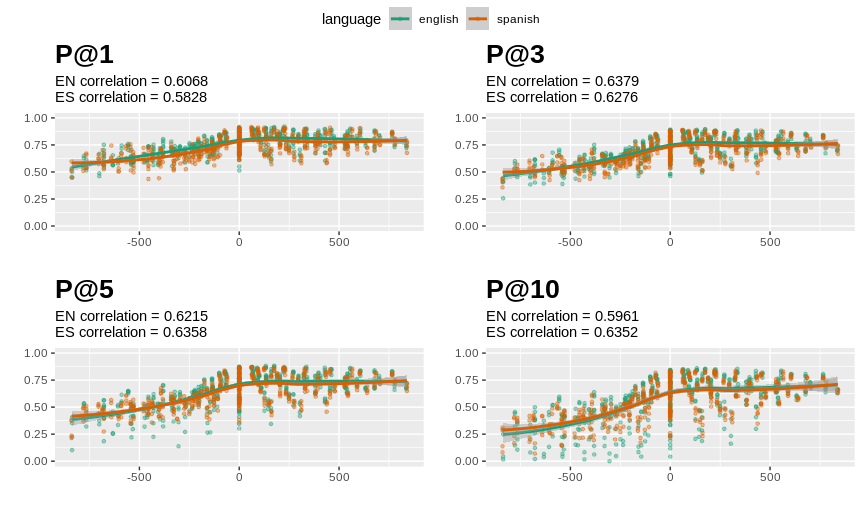 language english spanish
P@1
EN correlation = 0.6068
ES correlation = 0.5828
1.00
0.75
0.50
0.25
0.00
-500 0 500
P@3
EN correlation = 0.6379
ES correlation = 0.6276
1.00
0.75
0.50
0.25
0.00
-500 0 500
P@5
EN correlation = 0.6215
ES correlation = 0.6358
1.00
0.75
0.50
0.25
0.00
-500 0 500
P@10
EN correlation = 0.5961
ES correlation = 0.6352
1.00
0.75
0.50
0.25
0.00
-500 0 500